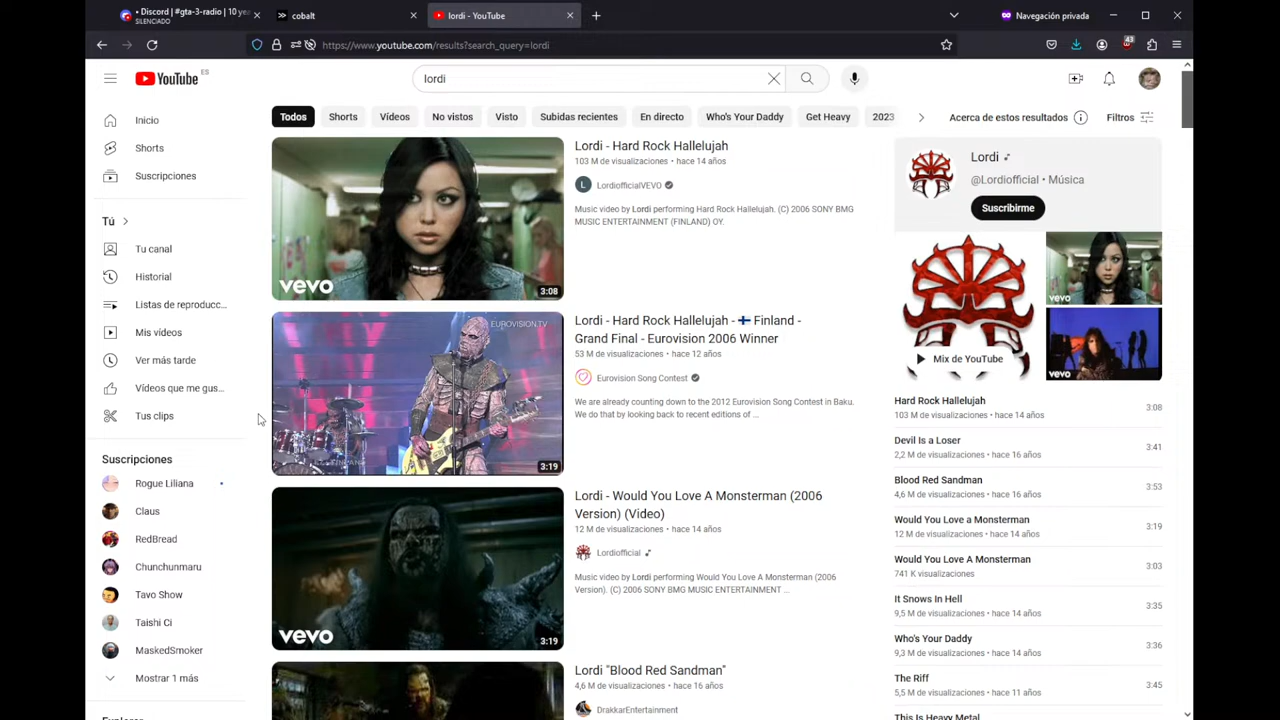 • Discord | #gta-3-radio | 10 ye
SILENCIADO
cobalt
lordi - YouTube
Navegación privada
https://www.youtube.com/results?search_query=lordi
43
YouTube ES
lordi
Todos
Shorts
Vídeos
No vistos
Visto
Subidas recientes
En directo
Who's Your Daddy
Get Heavy
2023
Acerca de estos resultados
Filtros
Inicio
Shorts
Suscripciones
Tú
Tu canal
Historial
Listas de reproducc...
Mis vídeos
Ver más tarde
Vídeos que me gus...
Tus clips
Suscripciones
Rogue Liliana
Claus
RedBread
Chunchunmaru
Tavo Show
Taishi Ci
MaskedSmoker
Mostrar 1 más
vevo
3:08
Lordi - Hard Rock Hallelujah
103 M de visualizaciones • hace 14 años
L
LordiofficialVEVO
Music video by Lordi performing Hard Rock Hallelujah. (C) 2006 SONY BMG
MUSIC ENTERTAINMENT (FINLAND) OY.
EUROVISION.TV
3:19
Lordi - Hard Rock Hallelujah - 🇫🇮 Finland -
Grand Final - Eurovision 2006 Winner
53 M de visualizaciones • hace 12 años
Eurovision Song Contest
We are already counting down to the 2012 Eurovision Song Contest in Baku.
We do that by looking back to recent editions of ...
vevo
3:19
Lordi - Would You Love A Monsterman (2006
Version) (Video)
12 M de visualizaciones • hace 14 años
Lordiofficial
Music video by Lordi performing Would You Love A Monsterman (2006
Version). (C) 2006 SONY BMG MUSIC ENTERTAINMENT ...
Lordi "Blood Red Sandman"
4,6 M de visualizaciones • hace 16 años
DrakkarEntertainment
Lordi
@Lordiofficial • Música
Suscribirme
Mix de YouTube
vevo
vevo
Hard Rock Hallelujah
103 M de visualizaciones • hace 14 años
3:08
Devil Is a Loser
2,2 M de visualizaciones • hace 16 años
3:41
Blood Red Sandman
4,6 M de visualizaciones • hace 16 años
3:53
Would You Love a Monsterman
12 M de visualizaciones • hace 14 años
3:19
Would You Love A Monsterman
741 K visualizaciones
3:03
It Snows In Hell
9,5 M de visualizaciones • hace 14 años
3:35
Who's Your Daddy
9,3 M de visualizaciones • hace 14 años
3:36
The Riff
5,5 M de visualizaciones • hace 11 años
3:45
This Is Heavy Metal